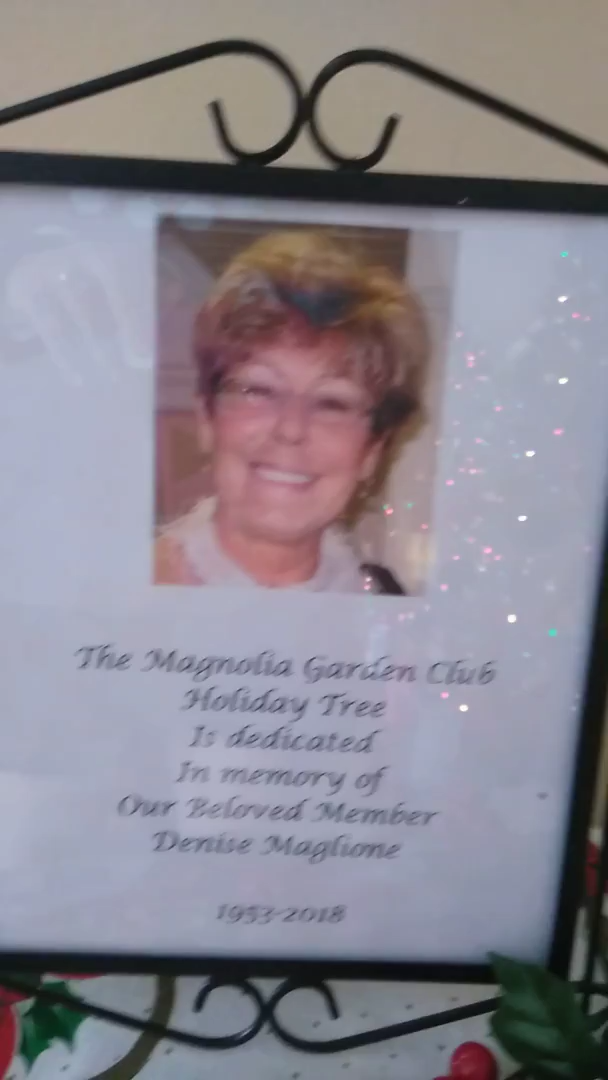 The Magnolia Garden Club
Holiday Tree
Is dedicated
In memory of
Our Beloved Member
Denise Maglione
1953-2018